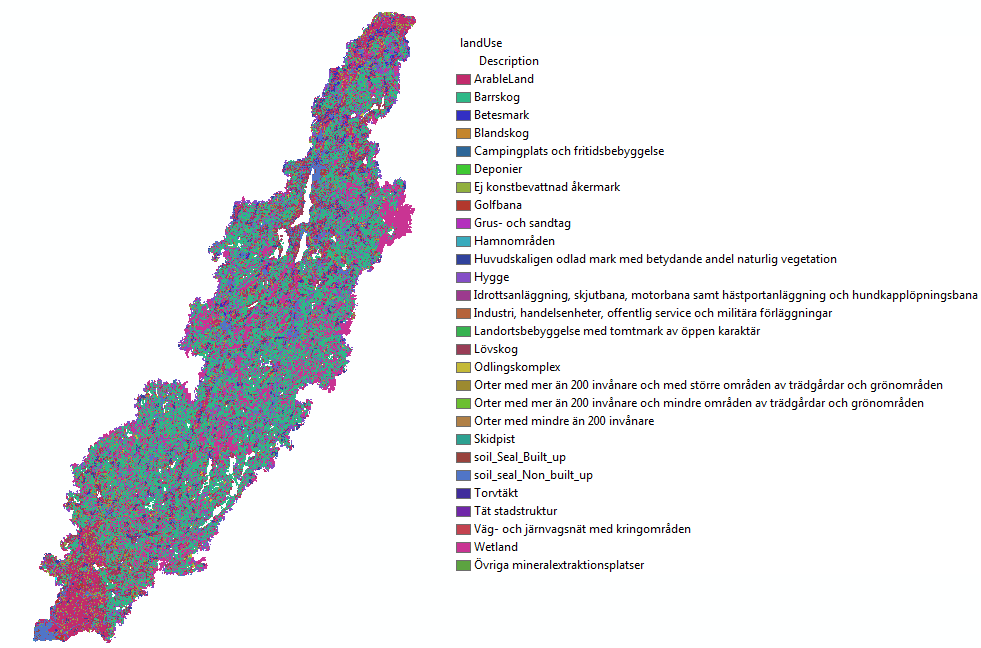 landUse
Description
ArableLand
Barrskog
Betesmark
Blandskog
Campingplats och fritidsbebyggelse
Deponier
Ej konstbevattnad åkermark
Golfbana
Grus- och sandtag
Hamnområden
Huvudskaligen odlad mark med betydande andel naturlig vegetation
Hygge
Idrottsanläggning, skjutbana, motorbana samt hästportanläggning och hundkapplöpningsbana
Industri, handelsenheter, offentlig service och militära förläggningar
Landortsbebyggelse med tomtmark av öppen karaktär
Lövskog
Odlingskomplex
Orter med mer än 200 invånare och med större områden av trädgårdar och grönområden
Orter med mer än 200 invånare och mindre områden av trädgårdar och grönområden
Orter med mindre än 200 invånare
Skidpist
soil_Seal_Built_up
soil_seal_Non_built_up
Torvtäkt
Tät stadstruktur
Väg- och järnvagsnät med kringområden
Wetland
Övriga mineralextraktionsplatser